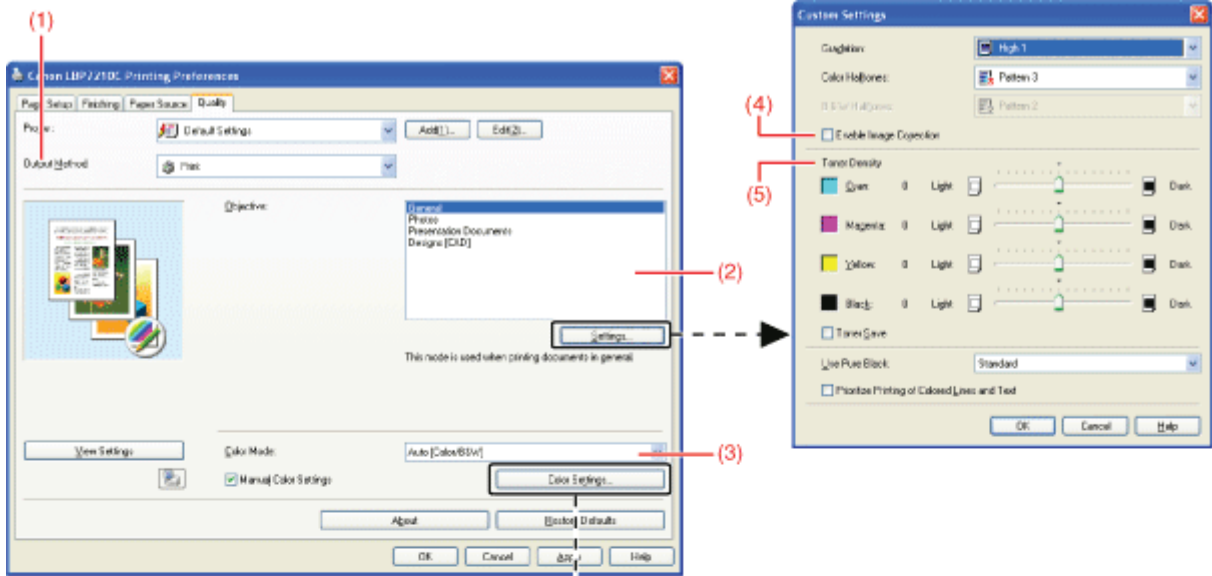 (1)
Canon LBP7210C Printing Preferences
Page Setup Finishing Paper Source Quality
Profile: Default Settings Add(1)... Edit(2)...
Output Method: Print
Objective: General
Photos
Presentation Documents
Designs [CAD]
(2)
Settings...
This mode is used when printing documents in general.
View Settings
Color Mode: Auto [Color/B&W]
(3)
Manual Color Settings Color Settings...
About Restore Defaults
OK Cancel Apply Help
Custom Settings
Gradation: High 1
Color Halftones: Pattern 3
Pattern 2
(4)
Enable Image Correction
(5)
Toner Density
Cyan: 0 Light Dark
Magenta: 0 Light Dark
Yellow: 0 Light Dark
Black: 0 Light Dark
Toner Save
Use Pure Black: Standard
Prioritize Printing of Colored Lines and Text
OK Cancel Help